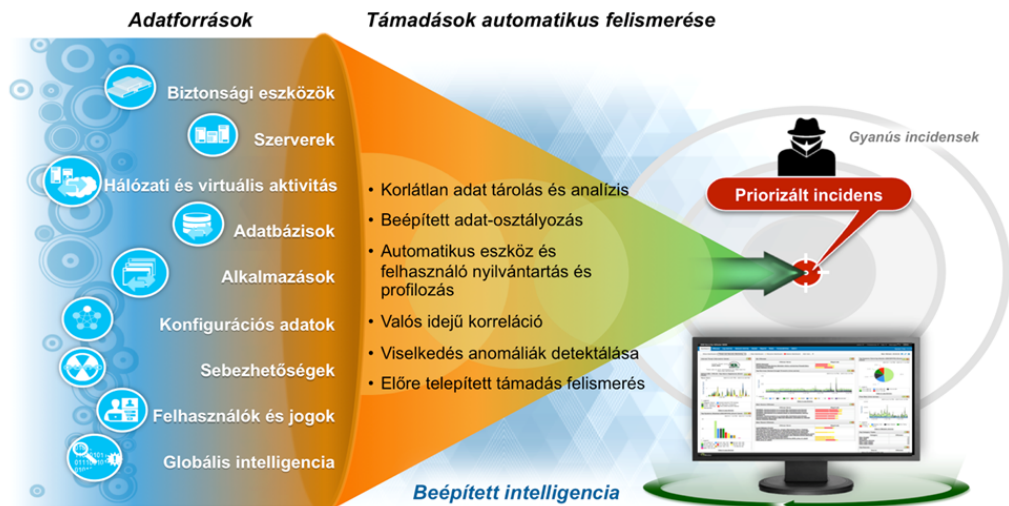 Adatforrások
Támadások automatikus felismerése
Biztonsági eszközök
Szerverek
Hálózati és virtuális aktivitás
Adatbázisok
Alkalmazások
Konfigurációs adatok
Sebezhetőségek
Felhasználók és jogok
Globális intelligencia
• Korlátlan adat tárolás és analízis
• Beépített adat-osztályozás
• Automatikus eszköz és
felhasználó nyilvántartás és
profilozás
• Valós idejű korreláció
• Viselkedés anomáliák detektálása
• Előre telepített támadás felismerés
Beépített intelligencia
Gyanús incidensek
Priorizált incidens